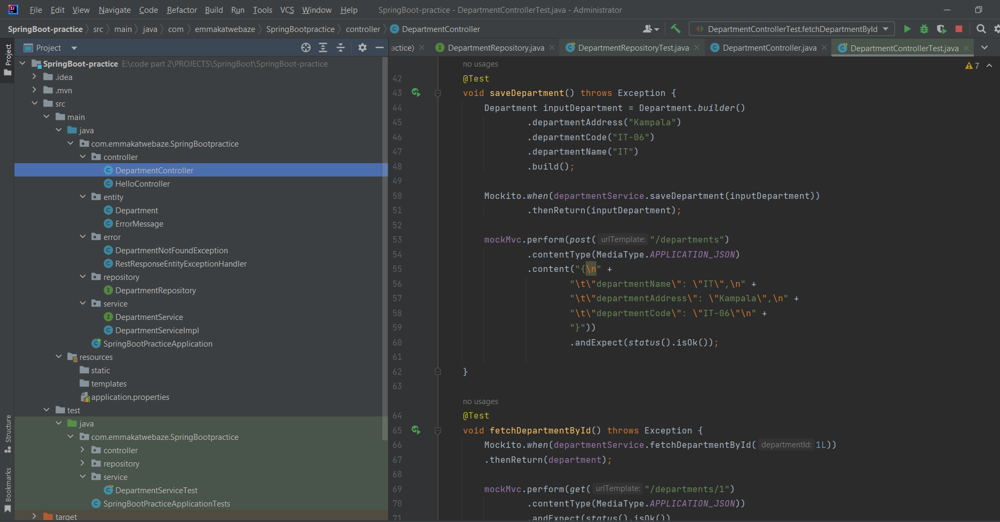 File Edit View Navigate Code Refactor Build Run Tools VCS Window Help SpringBoot-practice - DepartmentControllerTest.java - Administrator
SpringBoot-practice src main java com emmakatwebaze SpringBootpractice controller DepartmentController DepartmentControllerTest.fetchDepartmentById
Project
Project
actice) DepartmentRepository.java DepartmentRepositoryTest.java DepartmentController.java DepartmentControllerTest.java
SpringBoot-practice E:\code part 2\PROJECTS\SpringBoot\SpringBoot-practice
.idea
.mvn
src
main
java
com.emmakatwebaze.SpringBootpractice
controller
DepartmentController
HelloController
entity
Department
ErrorMessage
error
DepartmentNotFoundException
RestResponseEntityExceptionHandler
repository
DepartmentRepository
service
DepartmentService
DepartmentServiceImpl
SpringBootPracticeApplication
resources
static
templates
application.properties
test
java
com.emmakatwebaze.SpringBootpractice
controller
repository
service
DepartmentServiceTest
SpringBootPracticeApplicationTests
target
Structure
Bookmarks
7
no usages
42 @Test
43 void saveDepartment() throws Exception {
44 Department inputDepartment = Department.builder()
45 .departmentAddress("Kampala")
46 .departmentCode("IT-06")
47 .departmentName("IT")
48 .build();
49
50 Mockito.when(departmentService.saveDepartment(inputDepartment))
51 .thenReturn(inputDepartment);
52
53 mockMvc.perform(post( urlTemplate: "/departments")
54 .contentType(MediaType.APPLICATION_JSON)
55 .content("{\n" +
56 "\t\"departmentName\": \"IT\",\n" +
57 "\t\"departmentAddress\": \"Kampala\",\n" +
58 "\t\"departmentCode\": \"IT-06\"\n" +
59 "}"))
60 .andExpect(status().isOk());
61
62 }
63
no usages
64 @Test
65 void fetchDepartmentById() throws Exception {
66 Mockito.when(departmentService.fetchDepartmentById( departmentId: 1L))
67 .thenReturn(department);
68
69 mockMvc.perform(get( urlTemplate: "/departments/1")
70 .contentType(MediaType.APPLICATION_JSON))
71 .andExpect(status().isOk())